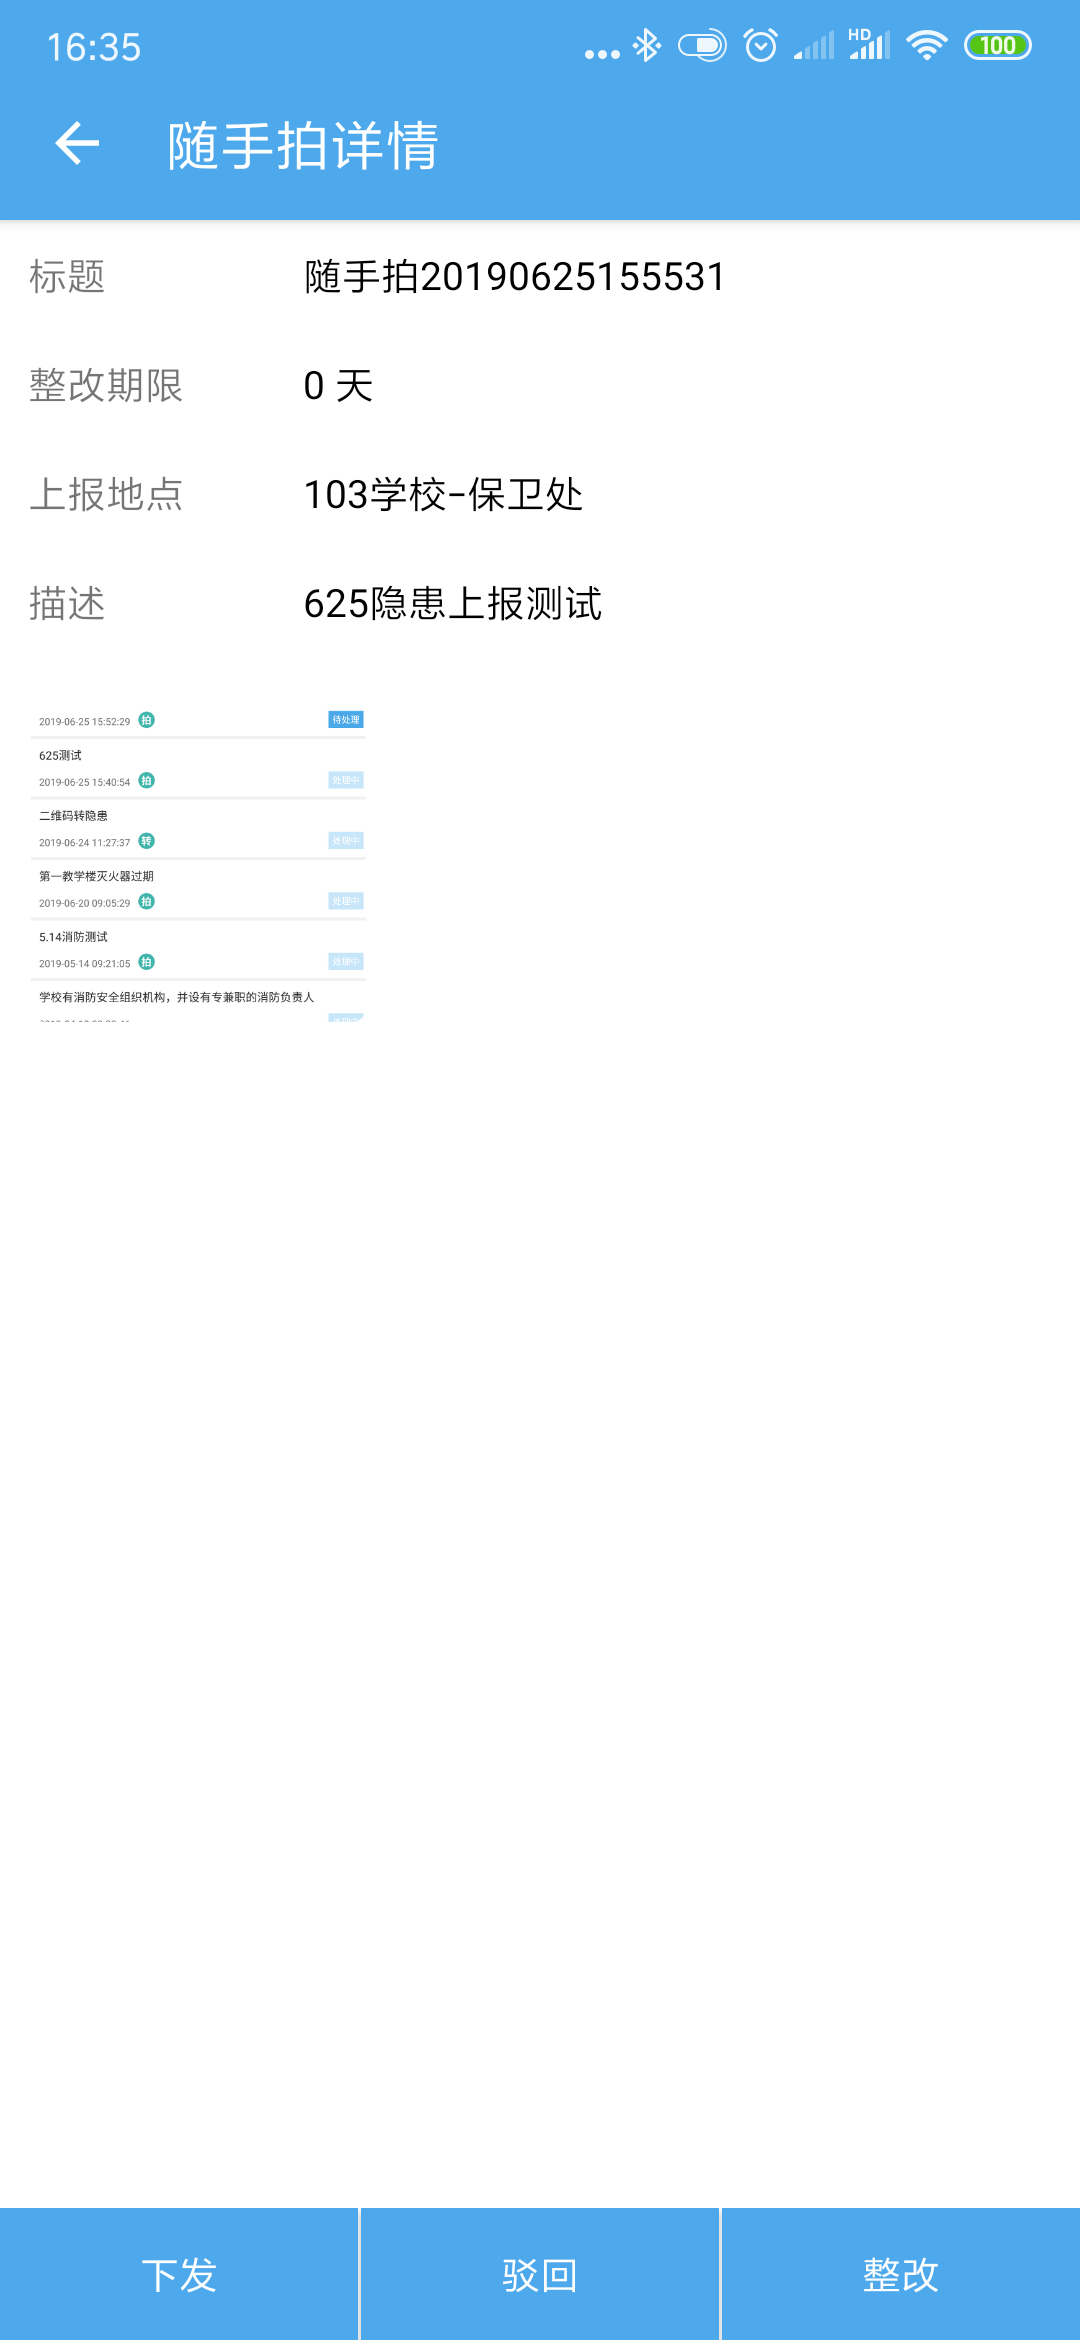 16:35
HD
100
随手拍详情
标题 随手拍20190625155531
整改期限 0 天
上报地点 103学校-保卫处
描述 625隐患上报测试
2019-06-25 15:52:29 拍 待处理
625测试
2019-06-25 15:40:54 拍 处理中
二维码转隐患
2019-06-24 11:27:37 转 处理中
第一教学楼灭火器过期
2019-06-20 09:05:29 拍 处理中
5.14消防测试
2019-05-14 09:21:05 拍 处理中
学校有消防安全组织机构，并设有专兼职的消防负责人
下发 驳回 整改